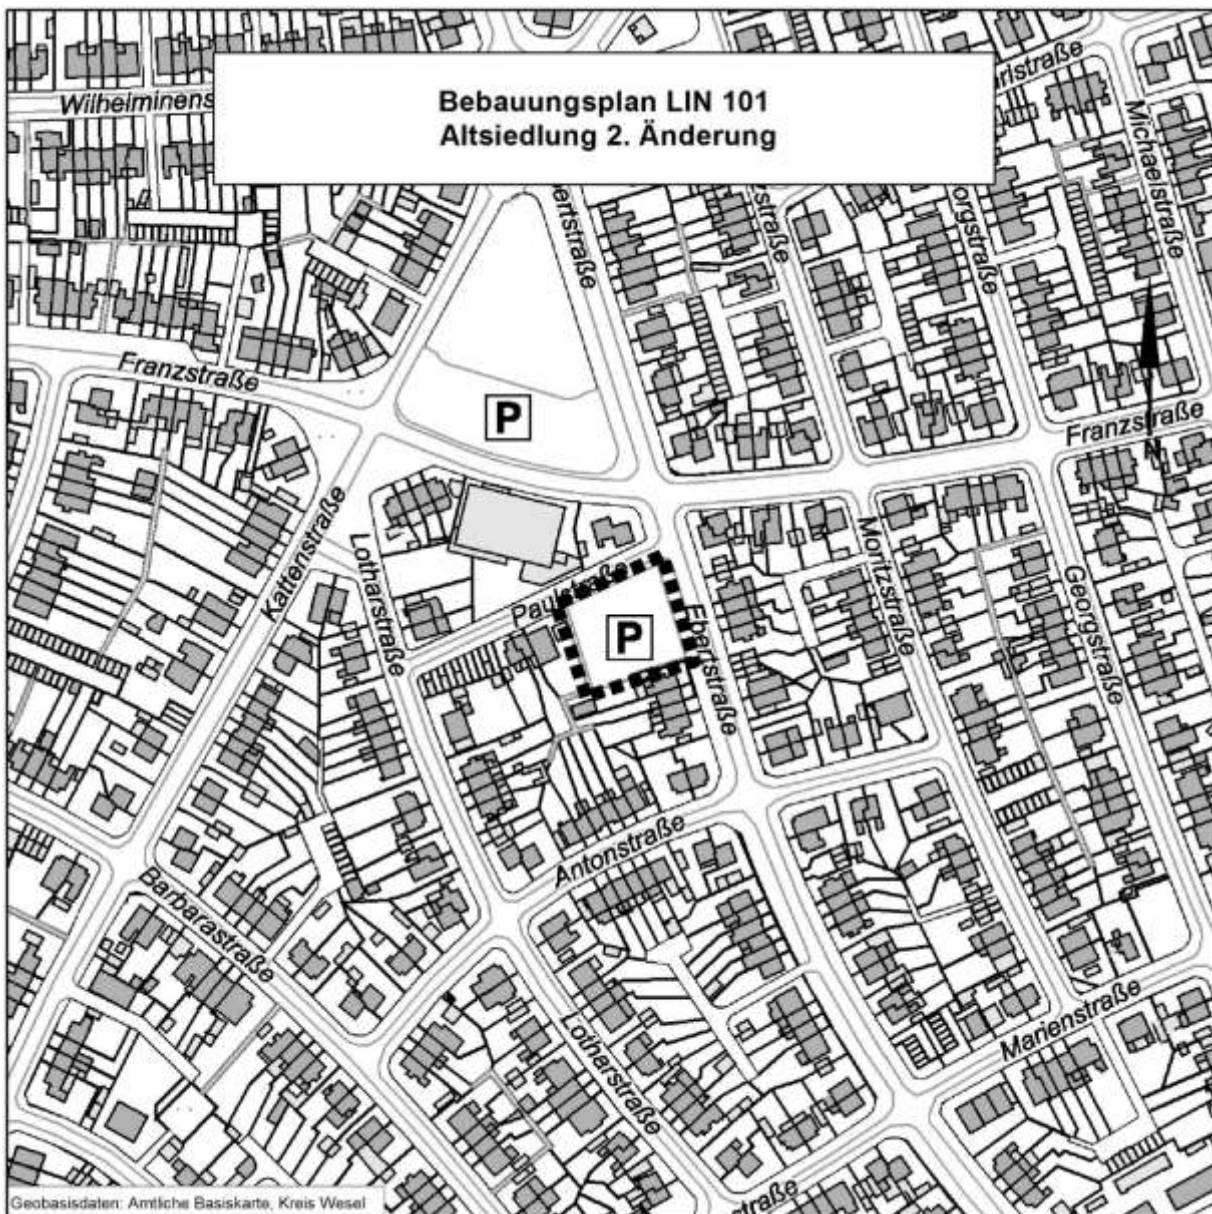 Bebauungsplan LIN 101
Altsiedlung 2. Änderung
Michaelstraße
Franzstraße
P
Franzstraße
N
Kattenstraße
Lotharstraße
Paulstraße
P
Ebertstraße
Moritzstraße
Georgstraße
Antonstraße
Barbarastraße
Lotharstraße
Marienstraße
Geobasisdaten: Amtliche Basiskarte, Kreis Wesel